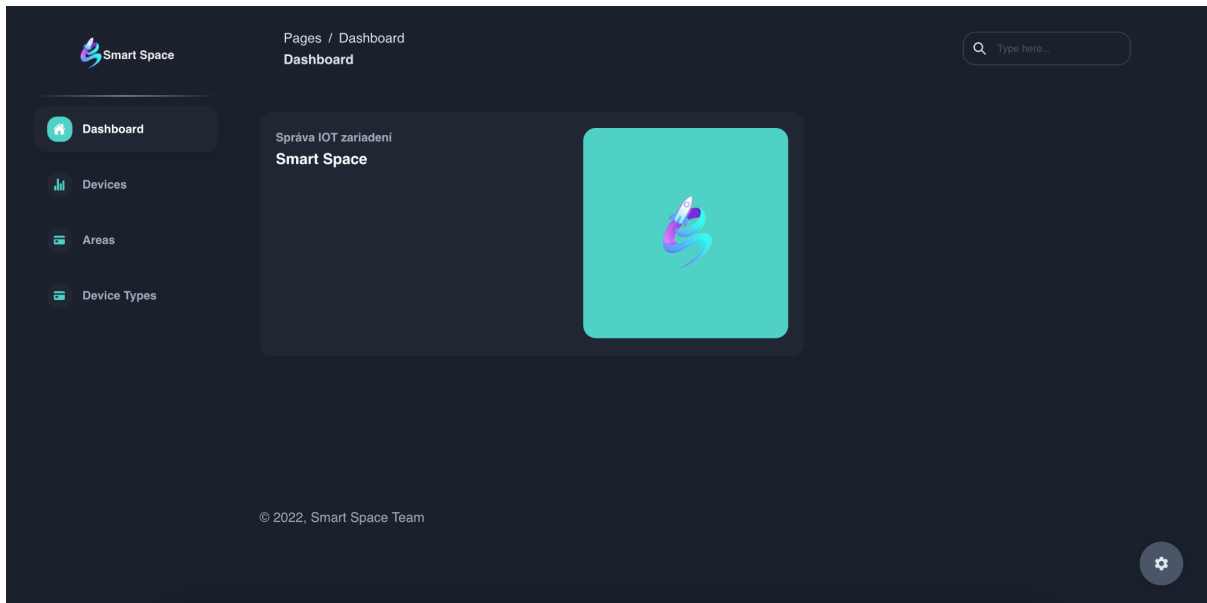 Smart Space
Pages / Dashboard
Dashboard
Type here...
Dashboard
Devices
Areas
Device Types
Správa IOT zariadení
Smart Space
© 2022, Smart Space Team